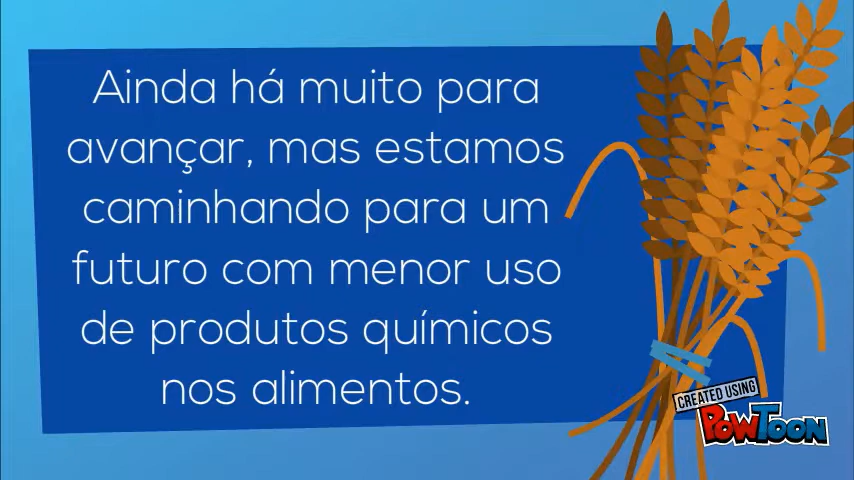 Ainda há muito para
avançar, mas estamos
caminhando para um
futuro com menor uso
de produtos químicos
nos alimentos.
CREATED USING
POWTOON